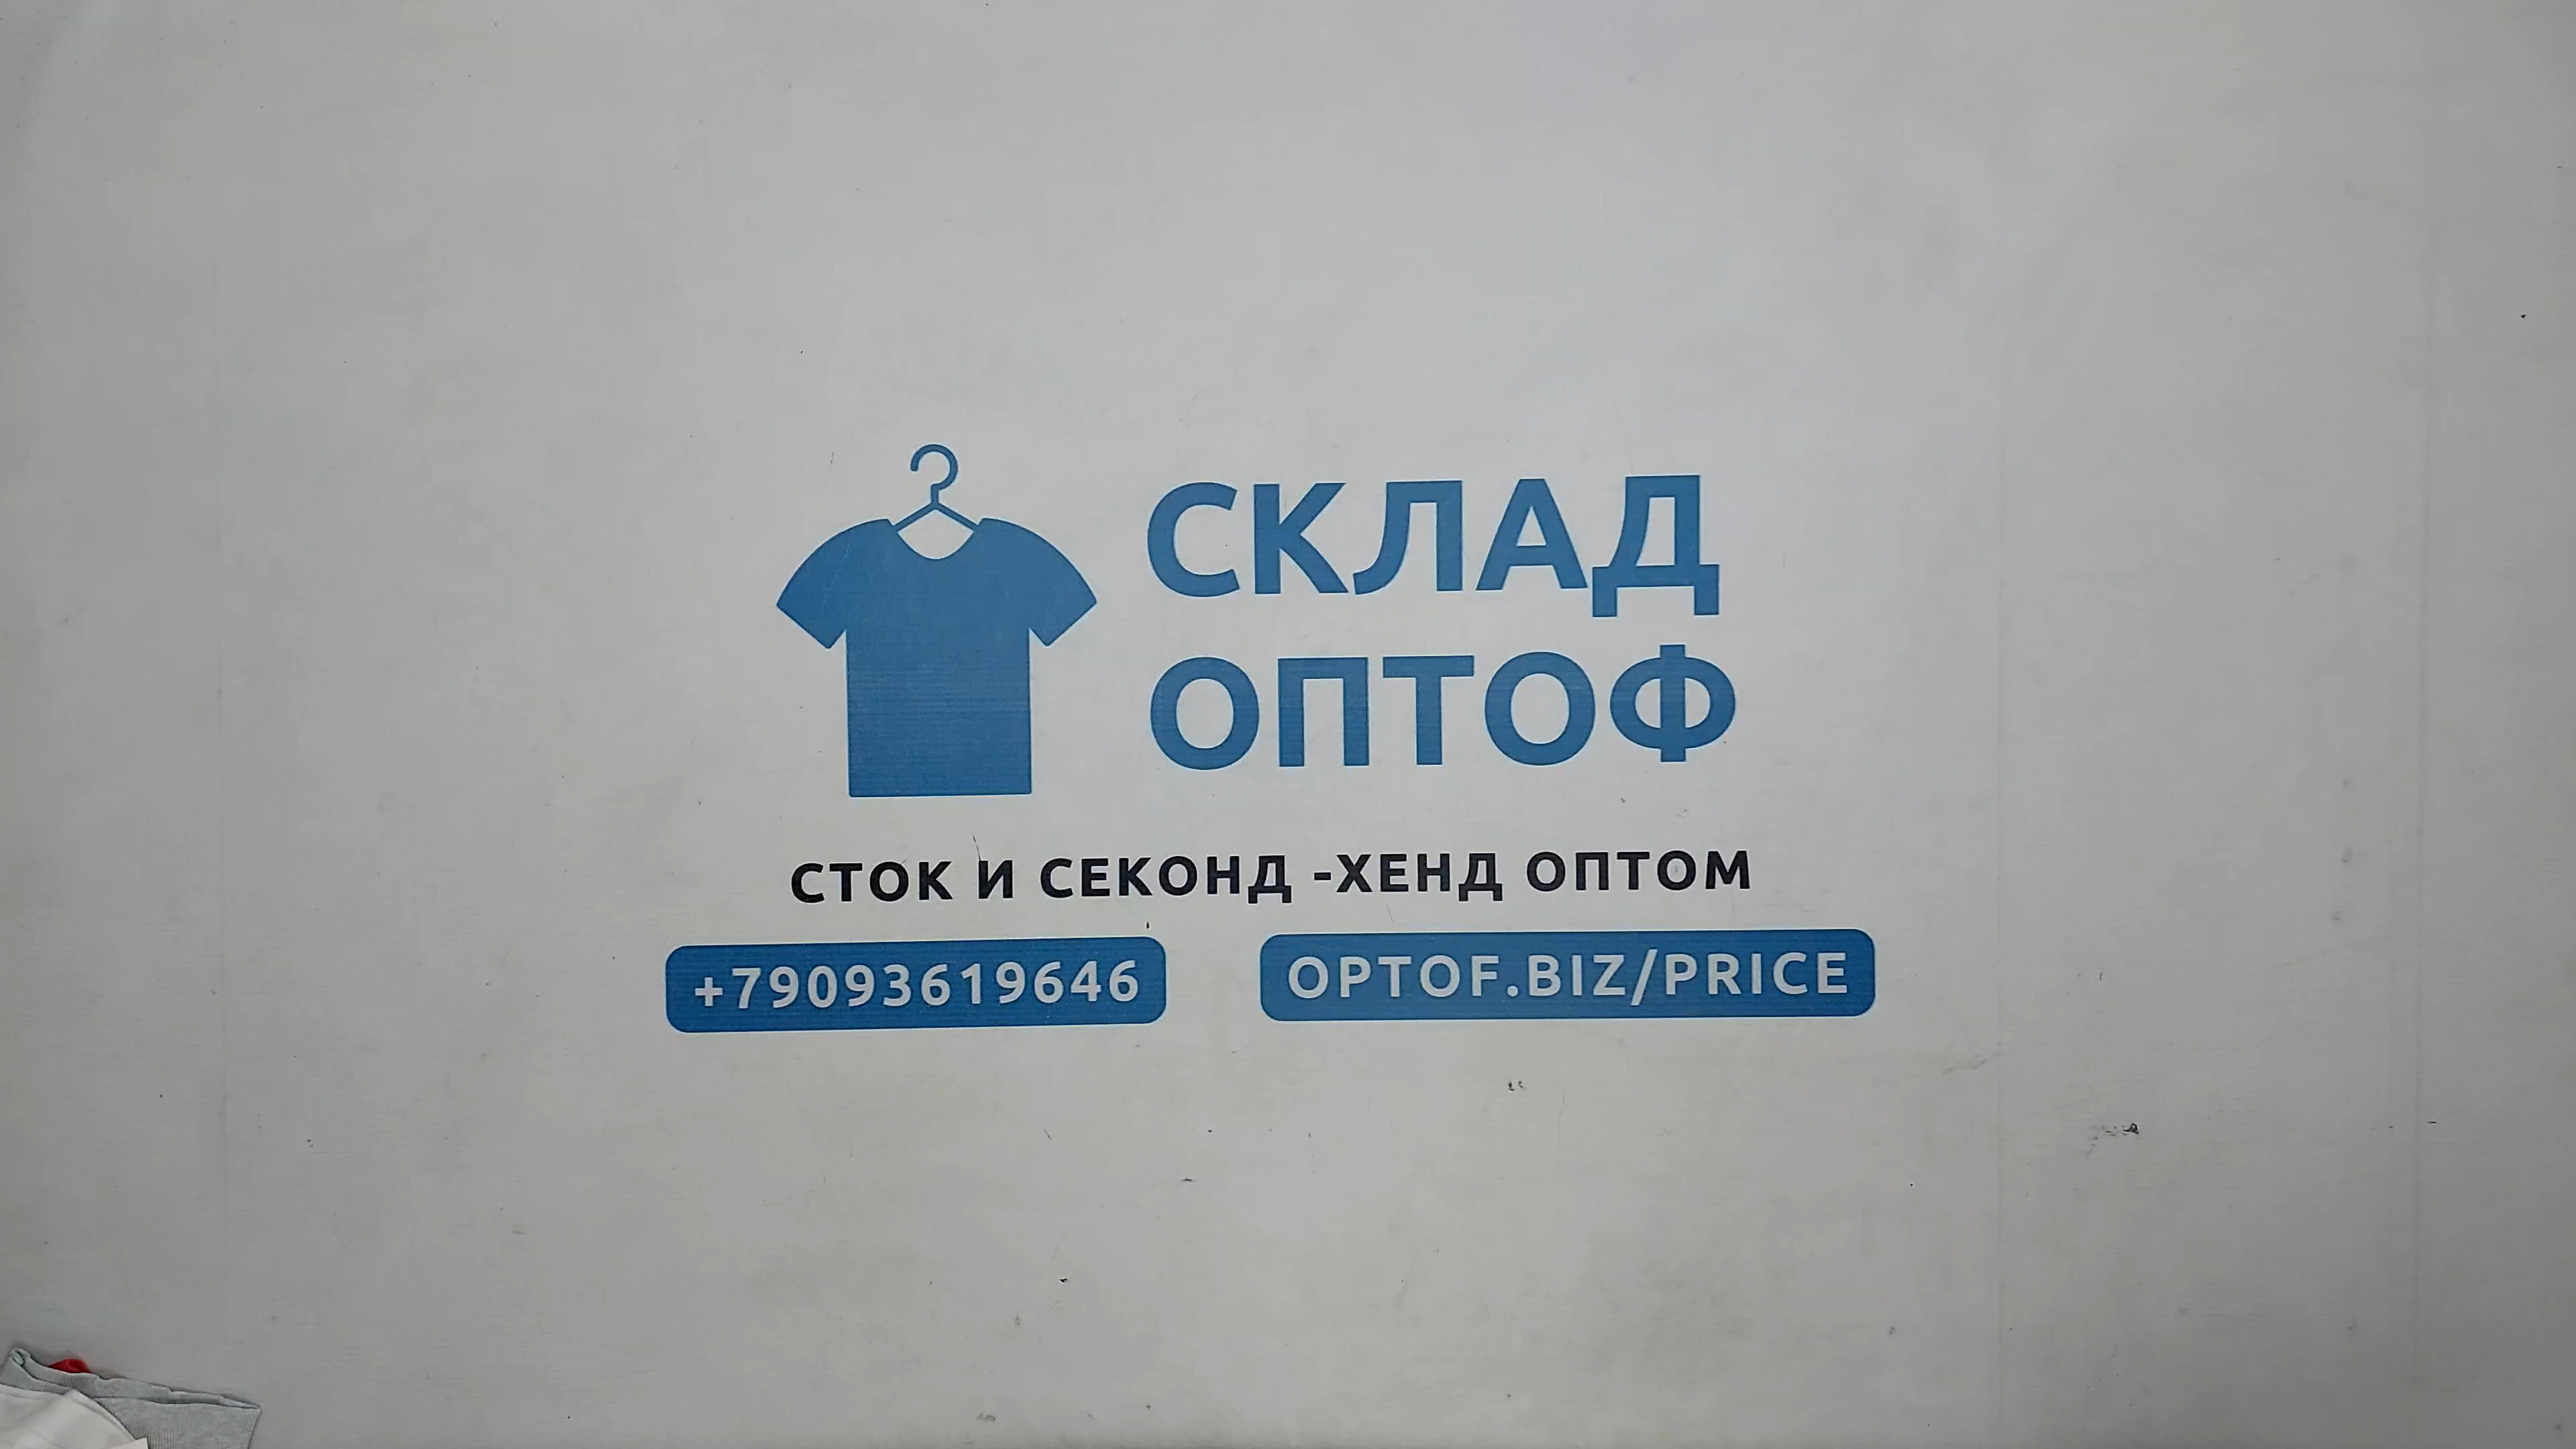 СКЛАД
ОПТОФ
СТОК И СЕКОНД -ХЕНД ОПТОМ
+79093619646
OPTOF.BIZ/PRICE